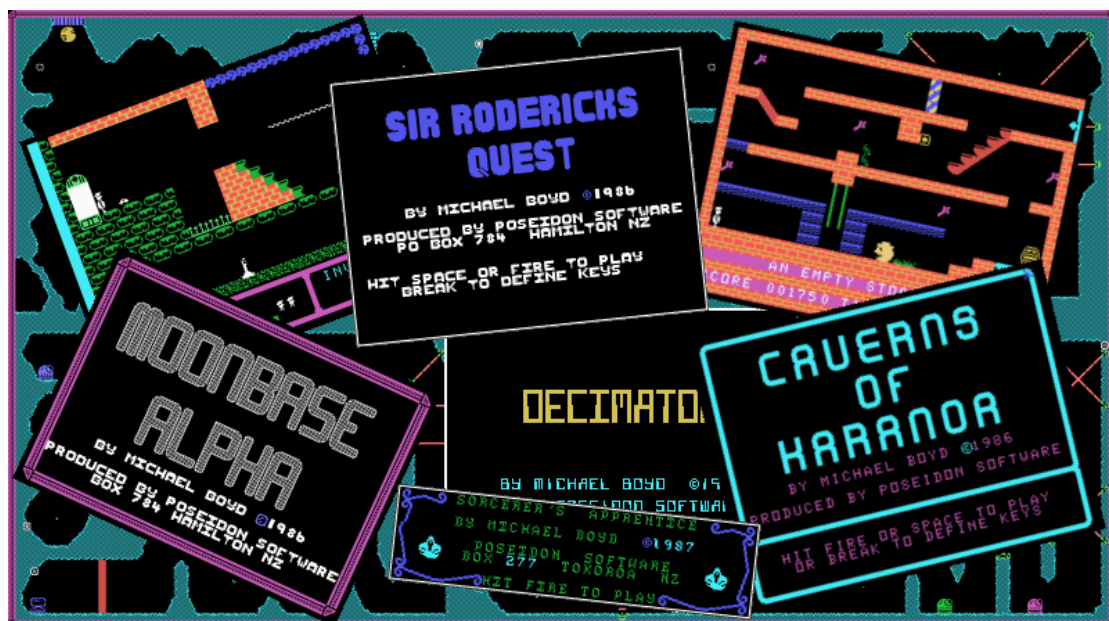 SIR RODERICKS
QUEST
BY MICHAEL BOYD ©1986
PRODUCED BY POSEIDON SOFTWARE
PO BOX 784 HAMILTON NZ
HIT SPACE OR FIRE TO PLAY
BREAK TO DEFINE KEYS
AN EMPTY
SCORE 001750
MOONBASE
ALPHA
BY MICHAEL BOYD ©1986
PRODUCED BY POSEIDON SOFTWARE
BOX 784 HAMILTON NZ
BY MICHAEL BOYD ©19
SORCERER'S APPRENTICE
BY MICHAEL BOYD ©1987
POSEIDON SOFTWARE
BOX 277 TOKOROA NZ
HIT FIRE TO PLAY
CAVERNS
OF
KARANOR
BY MICHAEL BOYD ©1986
PRODUCED BY POSEIDON SOFTWARE
HIT FIRE OR SPACE TO PLAY
OR BREAK TO DEFINE KEYS